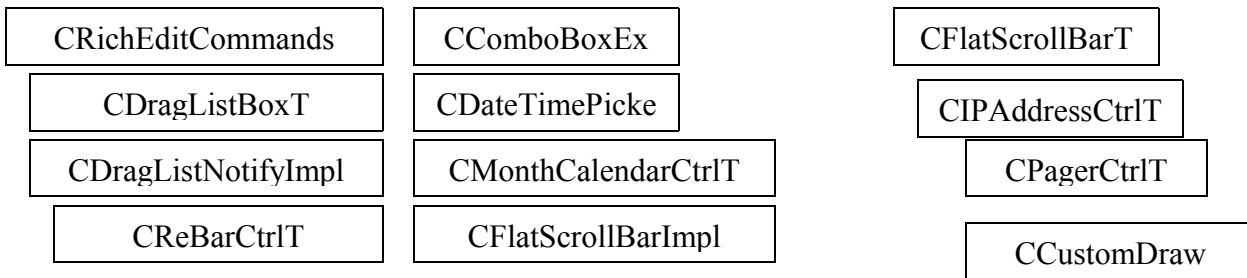 CRichEditCommands
CComboBoxEx
CFlatScrollBarT
CDragListBoxT
CDateTimePicke
CIPAddressCtrlT
CDragListNotifyImpl
CMonthCalendarCtrlT
CPagerCtrlT
CReBarCtrlT
CFlatScrollBarImpl
CCustomDraw